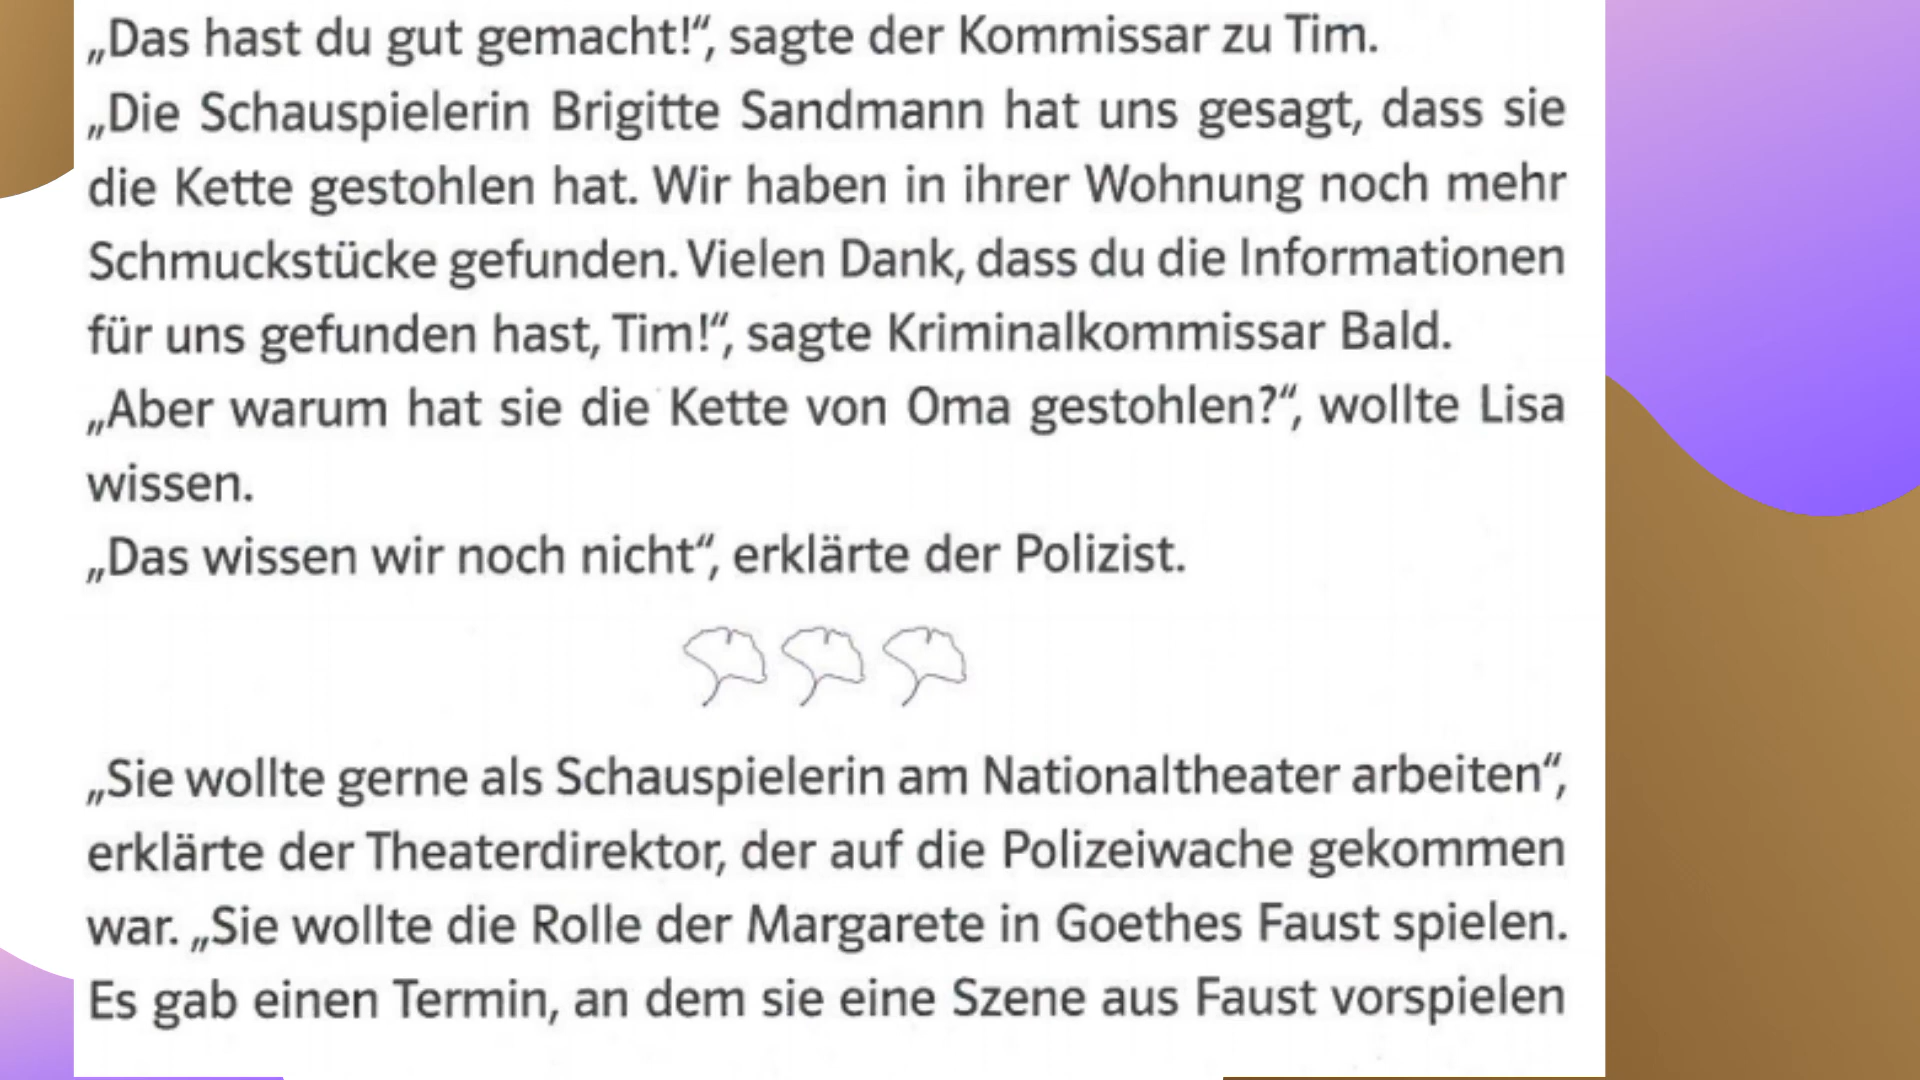 „Das hast du gut gemacht!“, sagte der Kommissar zu Tim.
„Die Schauspielerin Brigitte Sandmann hat uns gesagt, dass sie
die Kette gestohlen hat. Wir haben in ihrer Wohnung noch mehr
Schmuckstücke gefunden. Vielen Dank, dass du die Informationen
für uns gefunden hast, Tim!“, sagte Kriminalkommissar Bald.
„Aber warum hat sie die Kette von Oma gestohlen?“, wollte Lisa
wissen.
„Das wissen wir noch nicht“, erklärte der Polizist.
„Sie wollte gerne als Schauspielerin am Nationaltheater arbeiten“,
erklärte der Theaterdirektor, der auf die Polizeiwache gekommen
war. „Sie wollte die Rolle der Margarete in Goethes Faust spielen.
Es gab einen Termin, an dem sie eine Szene aus Faust vorspielen